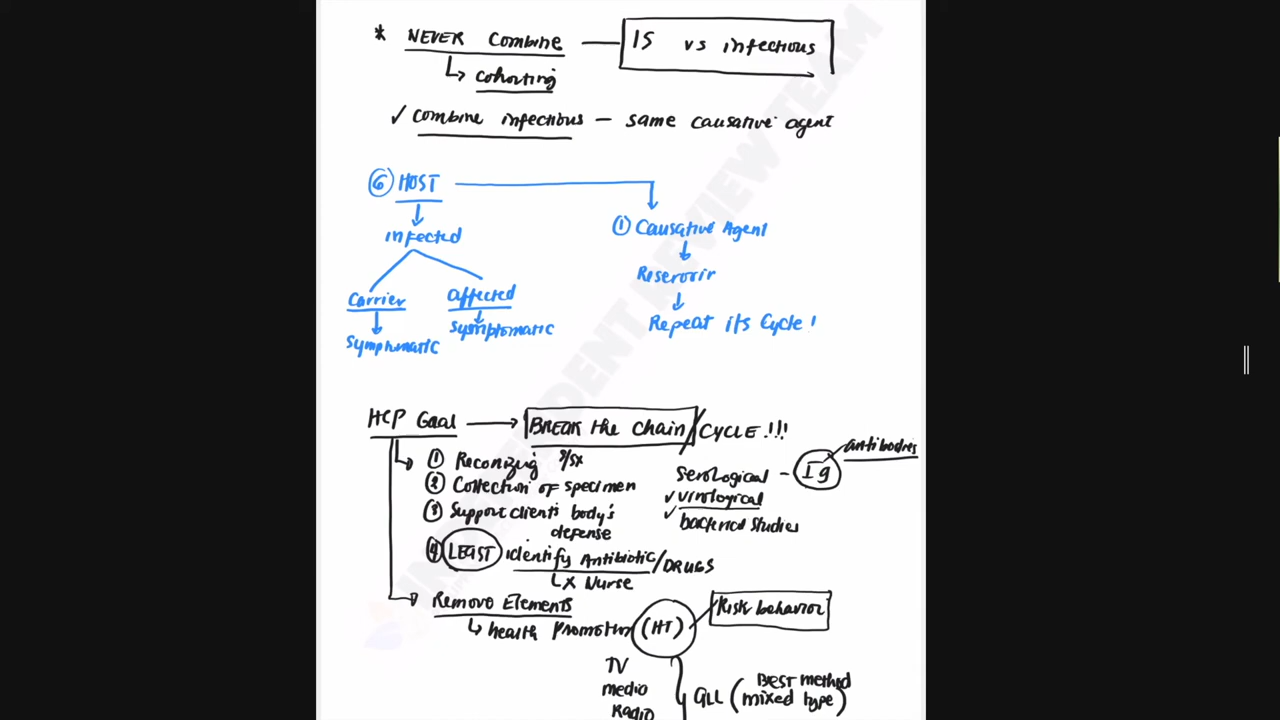 * NEVER Combine — IS vs infectious
↳ cohorting
✓ Combine infectious — same causative agent
⑥ HOST
infected
① Causative Agent
Reservoir
Carrier
affected
Symptomatic
Symptomatic
Repeat its Cycle!
HCP Goal → BREAK the Chain / CYCLE!!!
antibodies
① Reconizing s/sx
Serological - Ig
② Collection of specimen
✓ virological
③ Support client's body's defense
✓ bacterial studies
④ LEAST identify Antibiotic/DRUGS
↳ x Nurse
Remove Elements
Risk behavior
↳ health promotion (HT)
TV
media
Radio
BEST method
(mixed type)
INDEPENDENT REVIEW TEAM